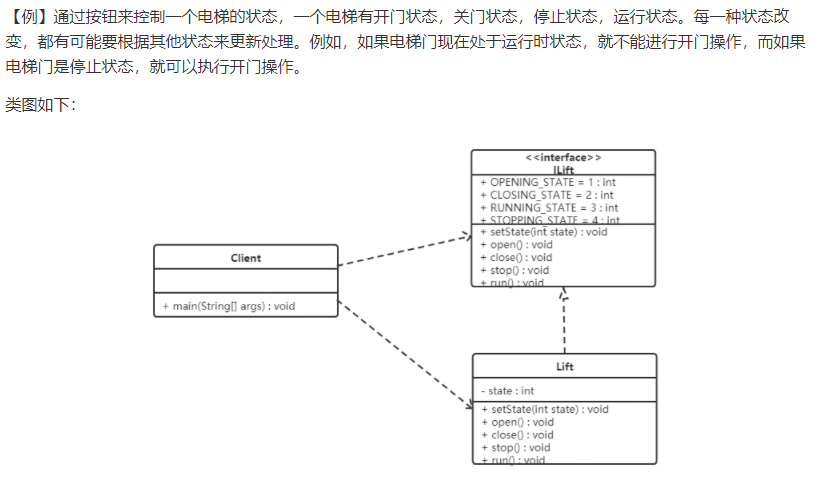 【例】通过按钮来控制一个电梯的状态，一个电梯有开门状态，关门状态，停止状态，运行状态。每一种状态改
变，都有可能要根据其他状态来更新处理。例如，如果电梯门现在处于运行时状态，就不能进行开门操作，而如果
电梯门是停止状态，就可以执行开门操作。
类图如下：
<<interface>>
ILift
+ OPENING_STATE = 1 : int
+ CLOSING_STATE = 2 : int
+ RUNNING_STATE = 3 : int
+ STOPPING_STATE = 4 : int
+ setState(int state) : void
+ open() : void
+ close() : void
+ stop() : void
+ run() : void
Client
+ main(String[] args) : void
Lift
- state : int
+ setState(int state) : void
+ open() : void
+ close() : void
+ stop() : void
+ run() : void